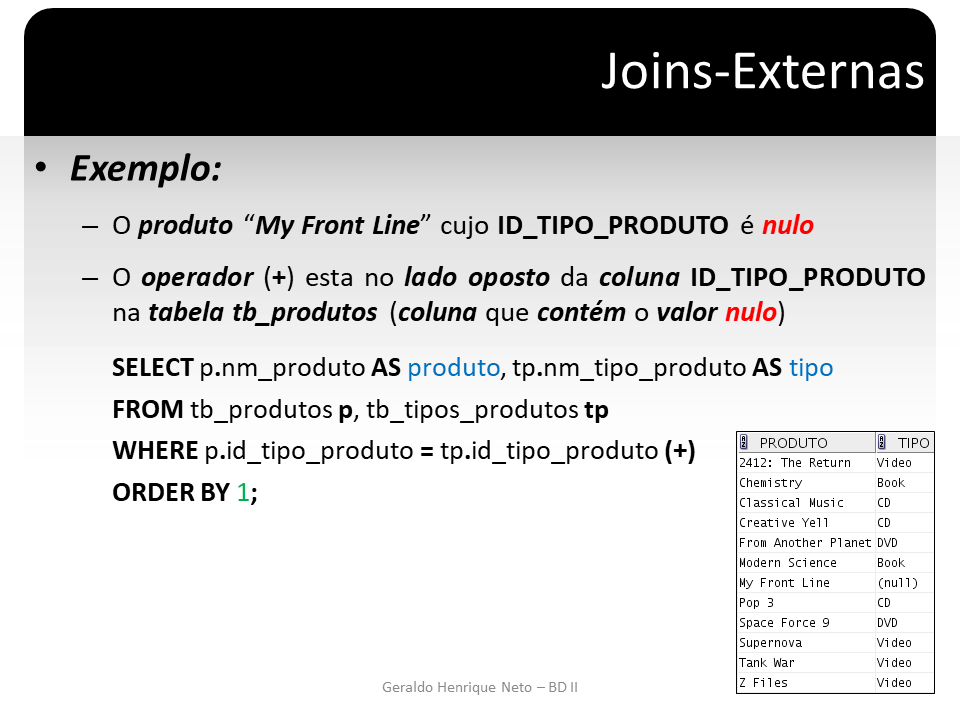 Joins-Externas
• Exemplo:
– O produto “My Front Line” cujo ID_TIPO_PRODUTO é nulo
– O operador (+) esta no lado oposto da coluna ID_TIPO_PRODUTO
na tabela tb_produtos (coluna que contém o valor nulo)
SELECT p.nm_produto AS produto, tp.nm_tipo_produto AS tipo
FROM tb_produtos p, tb_tipos_produtos tp
WHERE p.id_tipo_produto = tp.id_tipo_produto (+)
ORDER BY 1;
PRODUTO TIPO
2412: The Return Video
Chemistry Book
Classical Music CD
Creative Yell CD
From Another Planet DVD
Modern Science Book
My Front Line (null)
Pop 3 CD
Space Force 9 DVD
Supernova Video
Tank War Video
Z Files Video
Geraldo Henrique Neto – BD II